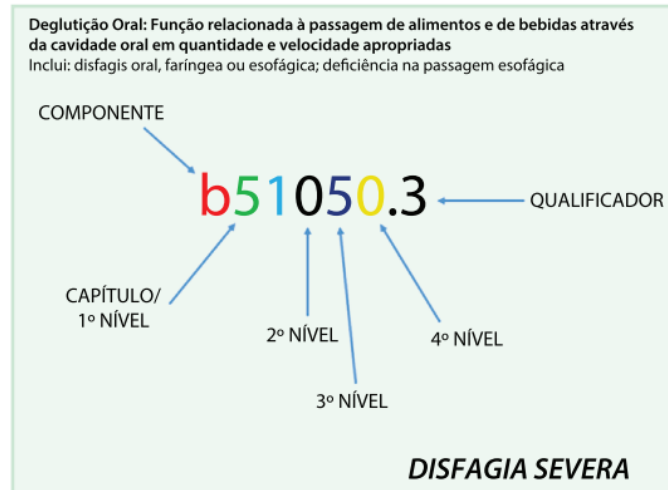 Deglutição Oral: Função relacionada à passagem de alimentos e de bebidas através
da cavidade oral em quantidade e velocidade apropriadas
Inclui: disfagis oral, faríngea ou esofágica; deficiência na passagem esofágica
COMPONENTE
b51050.3
QUALIFICADOR
CAPÍTULO/
1º NÍVEL
2º NÍVEL
4º NÍVEL
3º NÍVEL
DISFAGIA SEVERA